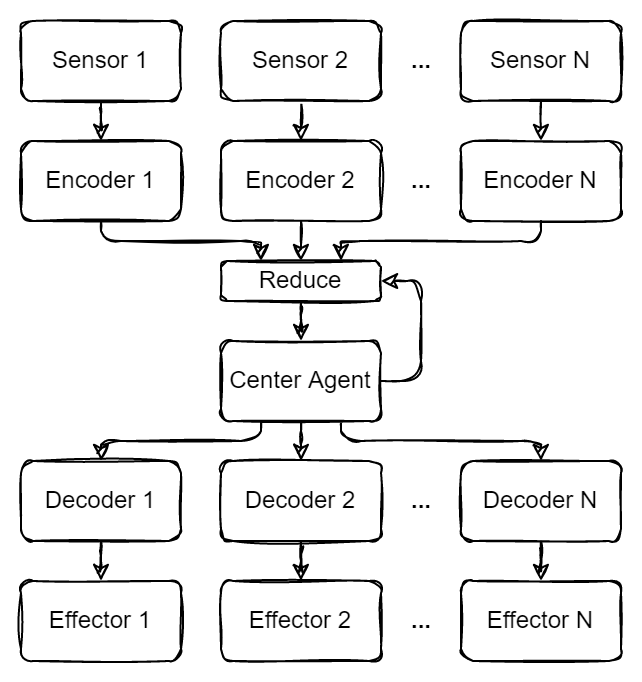 Sensor 1
Sensor 2
...
Sensor N
Encoder 1
Encoder 2
...
Encoder N
Reduce
Center Agent
Decoder 1
Decoder 2
...
Decoder N
Effector 1
Effector 2
...
Effector N